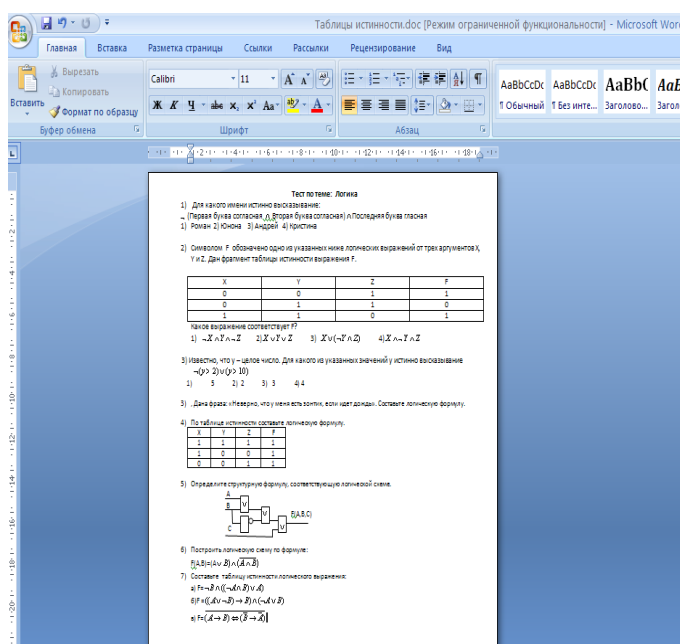 Таблицы истинности.doc [Режим ограниченной функциональности] - Microsoft Word
Главная Вставка Разметка страницы Ссылки Рассылки Рецензирование Вид
Вырезать
Копировать
Формат по образцу
Вставить
Calibri 11
Ж К Ч abe x₂ x² Aa A
AaBbCcDc AaBbCcDc AaBbC AaB
¶ Обычный ¶ Без инте... Заголово... Загол
Буфер обмена Шрифт Абзац
Тест по теме: Логика
1) Для какого имени истинно высказывание:
¬ (Первая буква согласная ∩ Вторая буква согласная) ∩ Последняя буква гласная
1) Роман 2) Юнона 3) Андрей 4) Кристина
2) Символом F обозначено одно из указанных ниже логических выражений от трех аргументов X,
Y и Z. Дан фрагмент таблицы истинности выражения F.
X Y Z F
0 0 1 1
0 1 1 0
1 1 0 1
Какое выражение соответствует F?
1) ¬X∧Y∧¬Z 2) X∨Y∨Z 3) X∨(¬Y∧Z) 4) X∧¬Y∧Z
3) Известно, что y – целое число. Для какого из указанных значений y истинно высказывание
¬(y> 2)∪(y> 10)
1) 5 2) 2 3) 3 4) 4
3) . Дана фраза: «Неверно, что у меня есть зонтик, если идет дождь». Составьте логическую формулу.
4) По таблице истинности составьте логическую формулу.
X Y Z F
1 1 1 1
1 0 0 1
0 0 1 1
5) Определите структурную формулу, соответствующую логической схеме.
A
B
C
V
V
V
F(A,B,C)
6) Построить логическую схему по формуле:
F(A,B)=(A∪B)∧(A̅∩̅B̅)
7) Составьте таблицу истинности логического выражения:
а) F=¬B∧((¬A∩B)∪A)
б)F =((A∪¬B)→B)∩(¬A∪B)
в) F=(A→B)⇔(B̅→A̅)